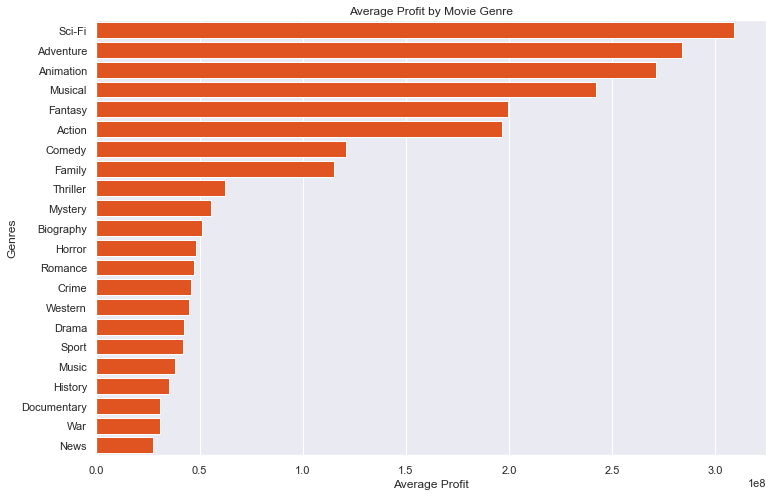 Average Profit by Movie Genre
Sci-Fi
Adventure
Animation
Musical
Fantasy
Action
Comedy
Family
Thriller
Mystery
Biography
Horror
Romance
Crime
Western
Drama
Sport
Music
History
Documentary
War
News
Genres
0.0 0.5 1.0 1.5 2.0 2.5 3.0
1e8
Average Profit